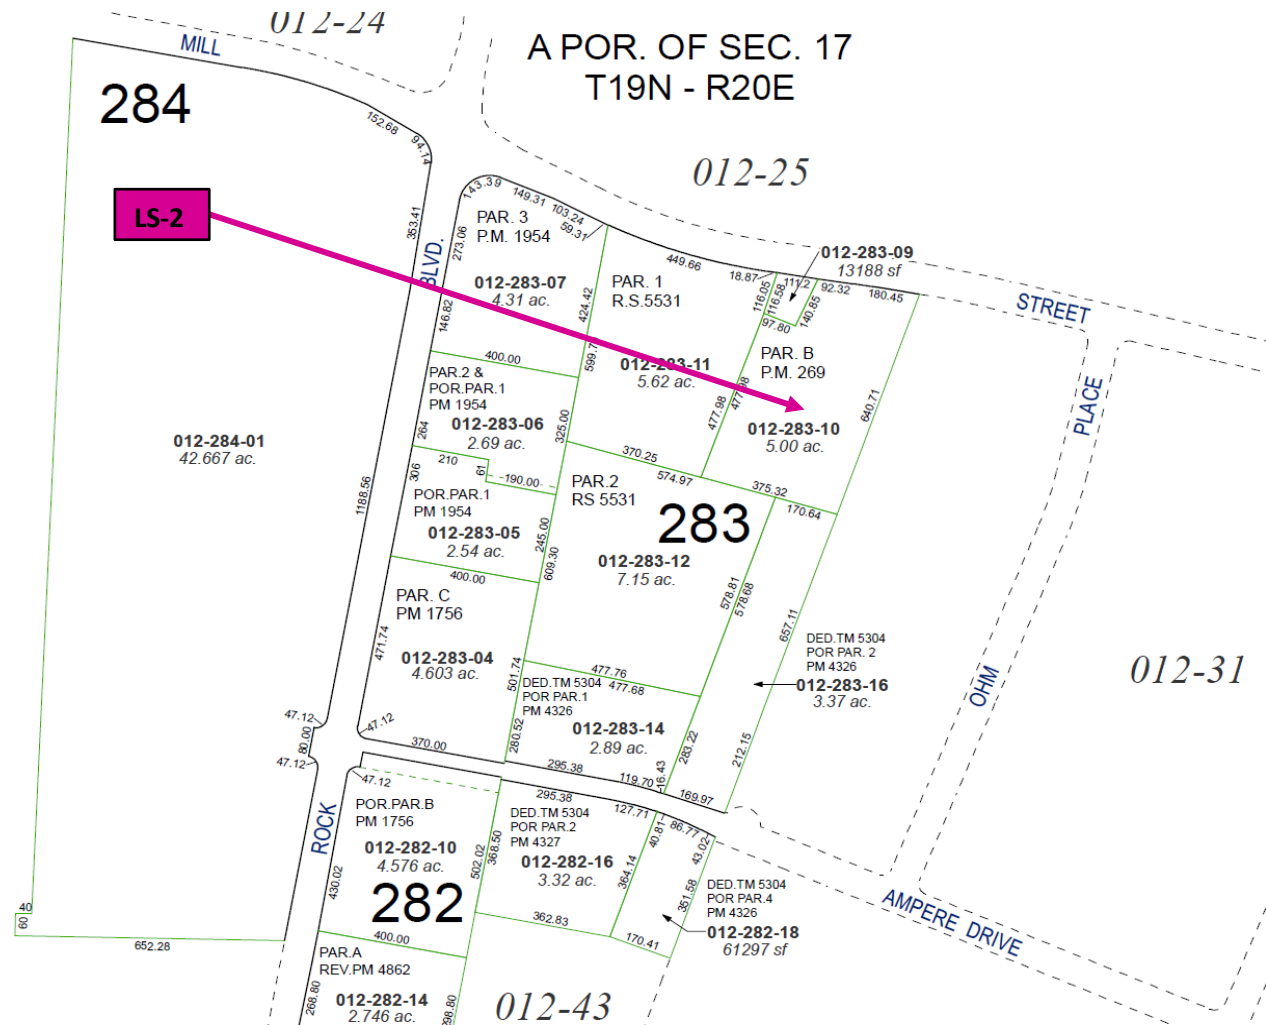 012-24
MILL
A POR. OF SEC. 17
T19N - R20E
284
152.68
94.14
012-25
LS-2
143.39
149.31
103.24
59.31
PAR. 3
P.M. 1954
353.41
273.06
BLVD.
012-283-07
4.31 ac.
146.82
400.00
424.42
PAR. 1
R.S.5531
449.66
18.87
111.2
92.32
180.45
012-283-09
13188 sf
116.05
116.58
140.85
97.80
STREET
PAR. B
P.M. 269
012-283-11
5.62 ac.
477.98
477.98
640.71
PLACE
PAR.2 &
POR.PAR.1
PM 1954
012-283-06
2.69 ac.
264
325.00
012-283-10
5.00 ac.
012-284-01
42.667 ac.
210
61
190.00
306
370.25
574.97
375.32
170.64
PAR.2
RS 5531
283
1188.56
POR.PAR.1
PM 1954
012-283-05
2.54 ac.
245.00
609.30
400.00
012-283-12
7.15 ac.
578.81
578.68
657.11
PAR. C
PM 1756
471.74
012-283-04
4.603 ac.
501.74
477.76
477.68
DED.TM 5304
POR PAR. 2
PM 4326
012-283-16
3.37 ac.
012-31
OHM
DED.TM 5304
POR PAR.1
PM 4326
012-283-14
2.89 ac.
280.52
283.22
212.15
47.12
80.00
47.12
47.12
370.00
295.38
119.70
16.43
169.97
47.12
295.38
127.71
86.77
40.81
43.02
ROCK
POR.PAR.B
PM 1756
012-282-10
4.576 ac.
282
430.02
502.02
368.50
DED.TM 5304
POR PAR.2
PM 4327
012-282-16
3.32 ac.
364.14
351.58
DED.TM 5304
POR PAR.4
PM 4326
012-282-18
61297 sf
AMPERE DRIVE
40
60
652.28
400.00
362.83
170.41
PAR.A
REV.PM 4862
012-282-14
2.746 ac.
268.80
298.80
012-43